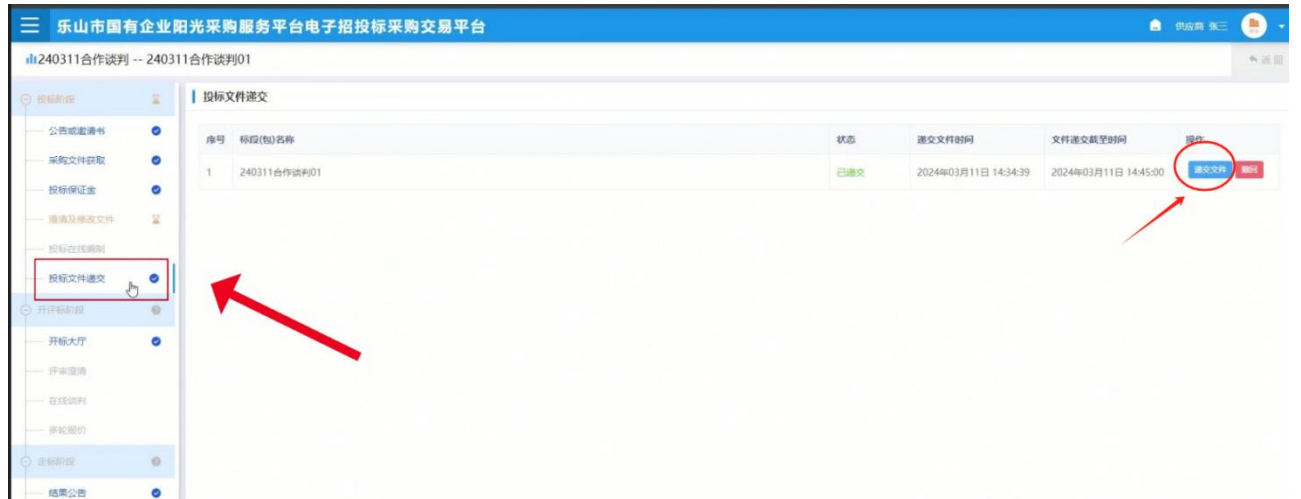 乐山市国有企业阳光采购服务平台电子招投标采购交易平台
供应商 张三
240311合作谈判 -- 240311合作谈判01
返回
投标阶段
公告或邀请书
采购文件获取
投标保证金
澄清及修改文件
投标在线编制
投标文件递交
开评标阶段
开标大厅
评审澄清
在线谈判
多轮报价
定标阶段
结果公告
投标文件递交
序号 标段(包)名称 状态 递交文件时间 文件递交截至时间 操作
1 240311合作谈判01 已递交 2024年03月11日 14:34:39 2024年03月11日 14:45:00 递交文件 撤回